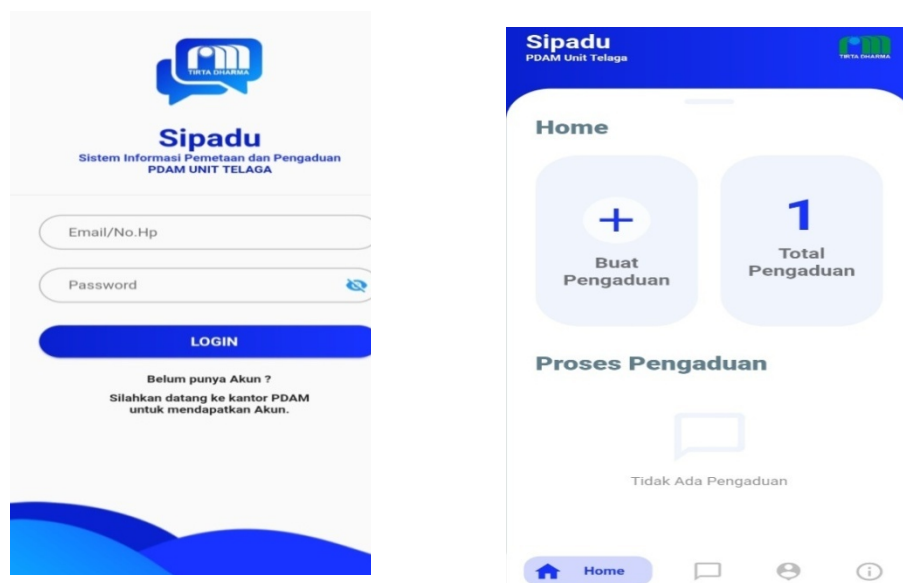 TIRTA DHARMA
Sipadu
Sistem Informasi Pemetaan dan Pengaduan
PDAM UNIT TELAGA
Email/No.Hp
Password
LOGIN
Belum punya Akun ?
Silahkan datang ke kantor PDAM
untuk mendapatkan Akun.
Sipadu
PDAM Unit Telaga
TIRTA DHARMA
Home
Buat
Pengaduan
1
Total
Pengaduan
Proses Pengaduan
Tidak Ada Pengaduan
Home